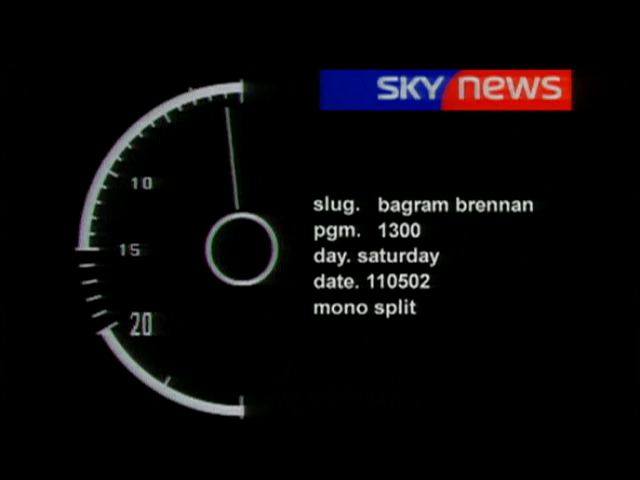 sky news
10
15
20
slug. bagram brennan
pgm. 1300
day. saturday
date. 110502
mono split